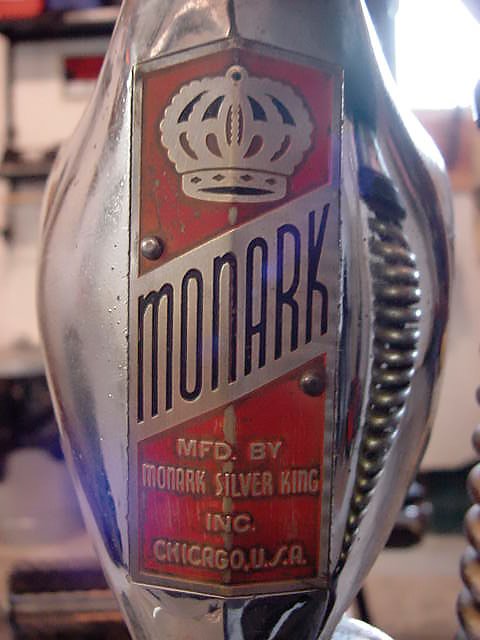 MONARK
MFD. BY
MONARK SILVER KING
INC.
CHICAGO, U.S.A.